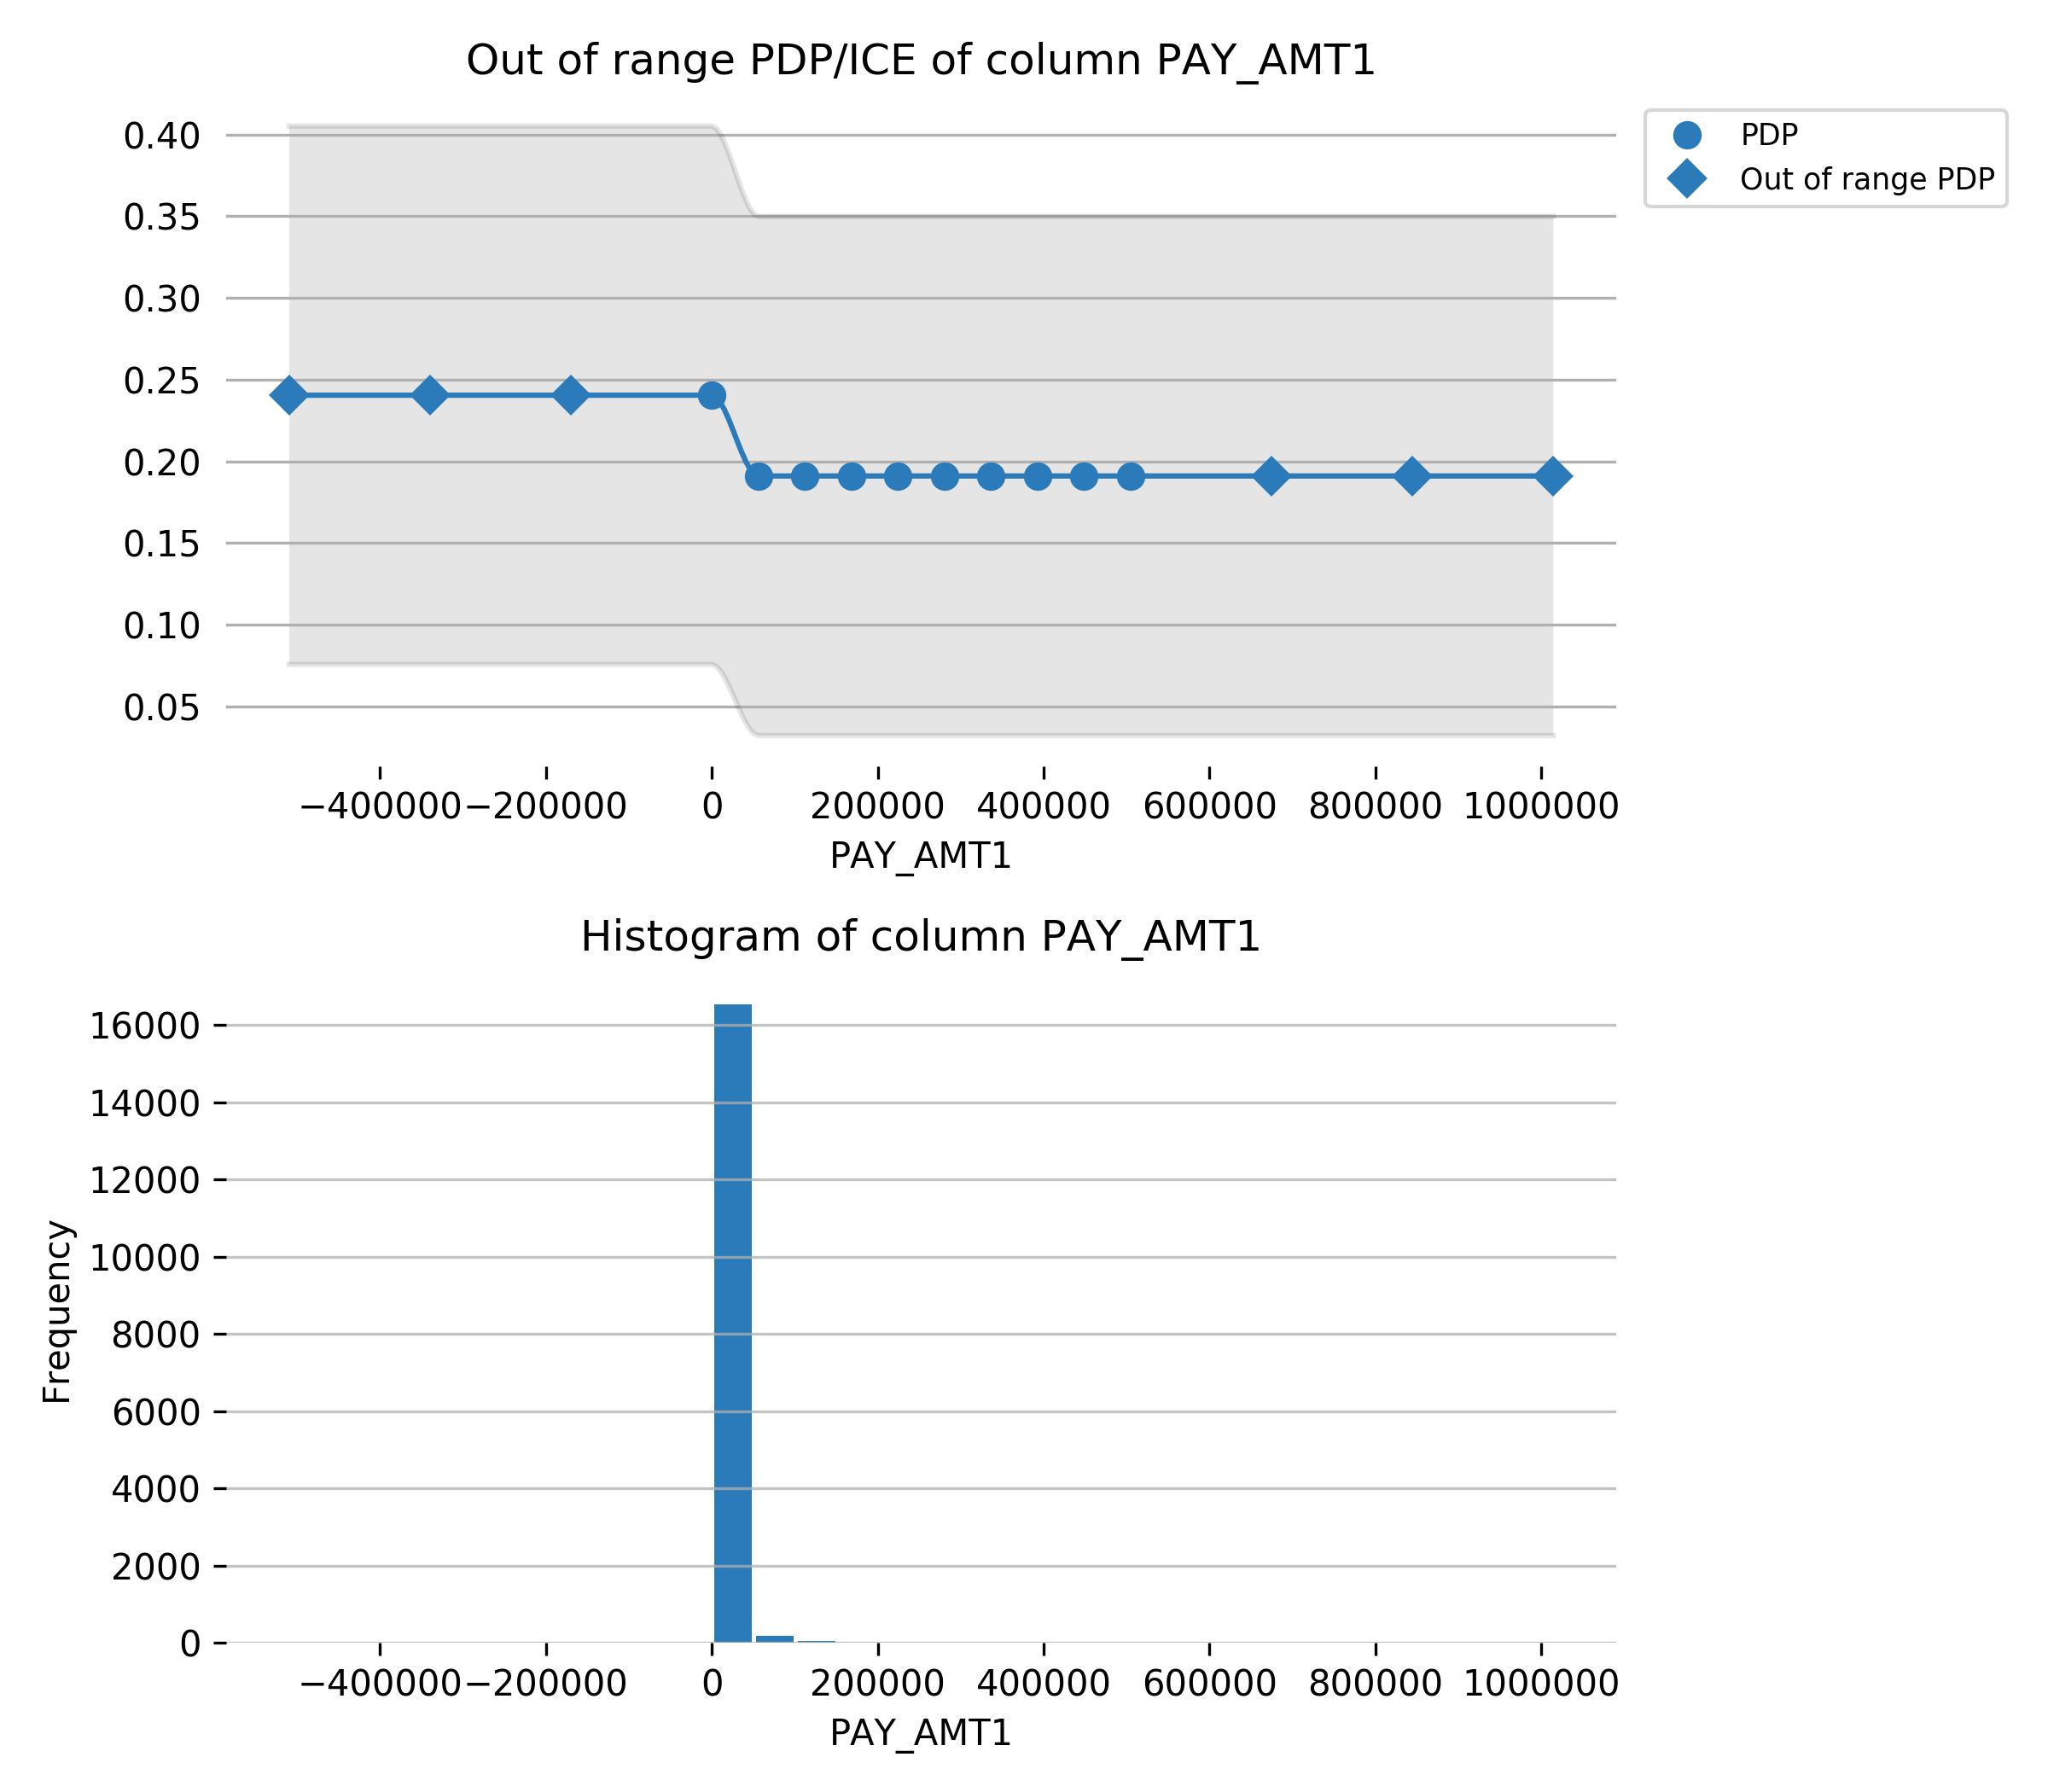 Out of range PDP/ICE of column PAY_AMT1
PDP
Out of range PDP
0.40
0.35
0.30
0.25
0.20
0.15
0.10
0.05
−400000 −200000 0 200000 400000 600000 800000 1000000
PAY_AMT1
Histogram of column PAY_AMT1
Frequency
16000
14000
12000
10000
8000
6000
4000
2000
0
−400000 −200000 0 200000 400000 600000 800000 1000000
PAY_AMT1